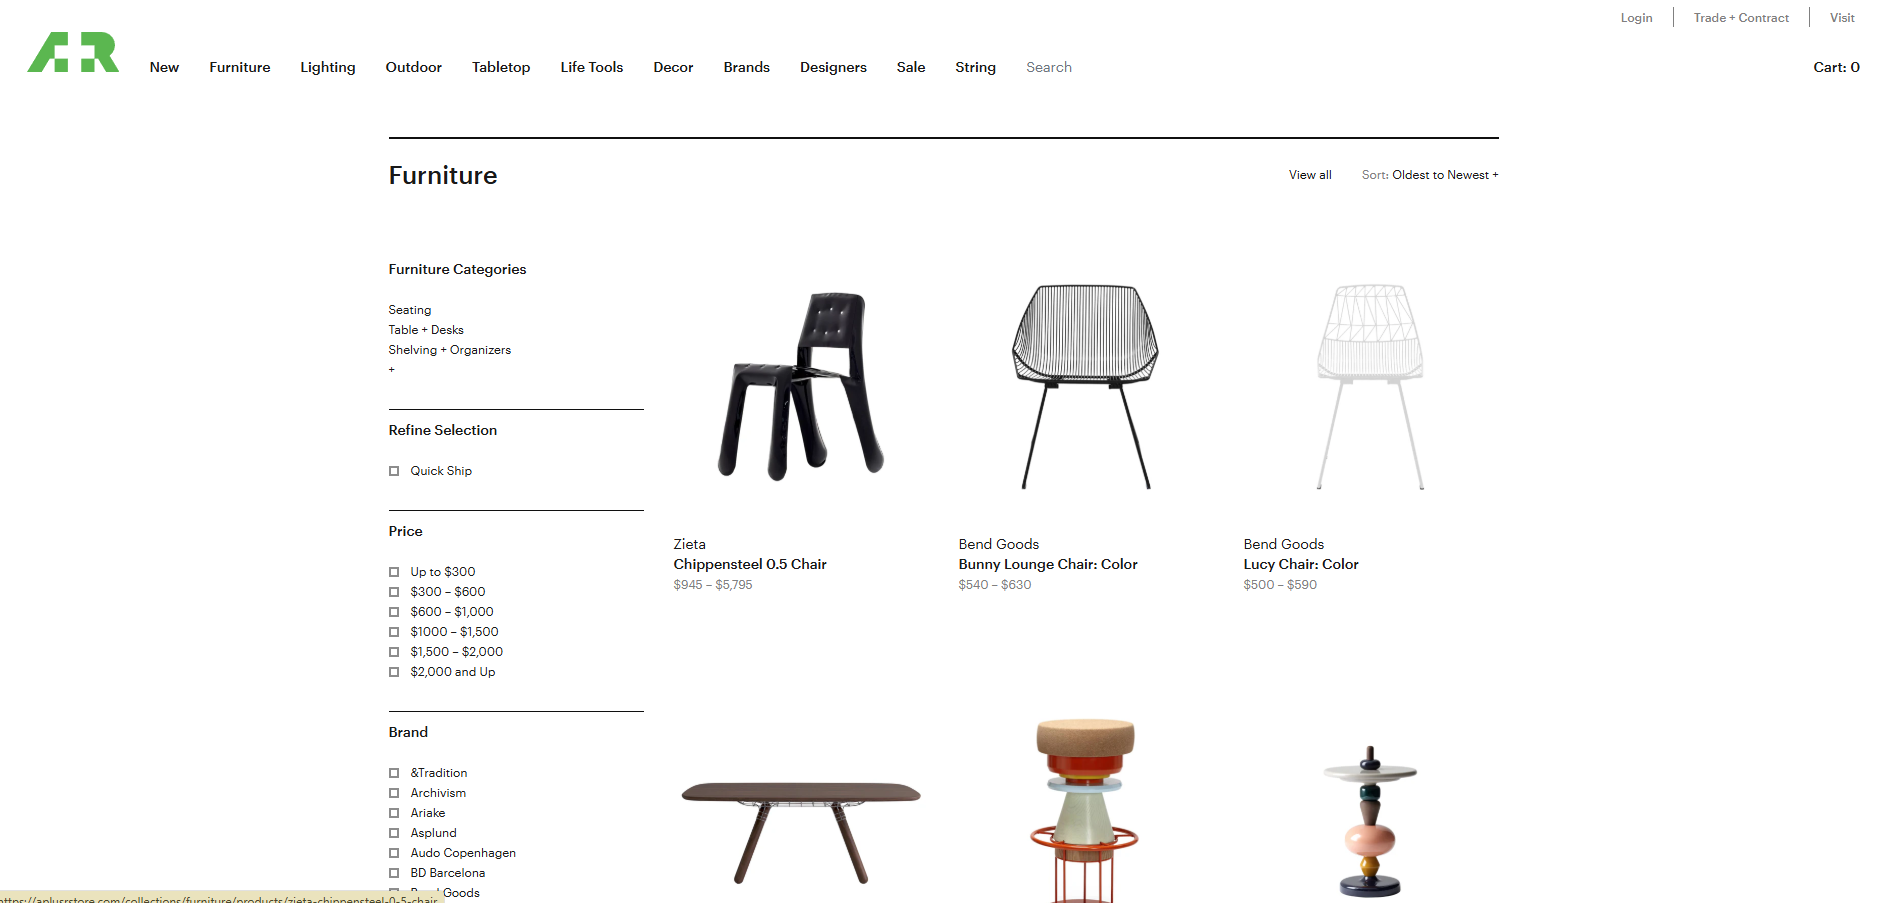 Login
Trade + Contract
Visit
A+R
New
Furniture
Lighting
Outdoor
Tabletop
Life Tools
Decor
Brands
Designers
Sale
String
Search
Cart: 0
Furniture
View all
Sort: Oldest to Newest +
Furniture Categories
Seating
Table + Desks
Shelving + Organizers
+
Refine Selection
Quick Ship
Price
Up to $300
$300 – $600
$600 – $1,000
$1000 – $1,500
$1,500 – $2,000
$2,000 and Up
Brand
&Tradition
Archivism
Ariake
Asplund
Audo Copenhagen
BD Barcelona
Bend Goods
Zieta
Chippensteel 0.5 Chair
$945 – $5,795
Bend Goods
Bunny Lounge Chair: Color
$540 – $630
Bend Goods
Lucy Chair: Color
$500 – $590
https://aplusrstore.com/collections/furniture/products/zieta-chippensteel-0-5-chair